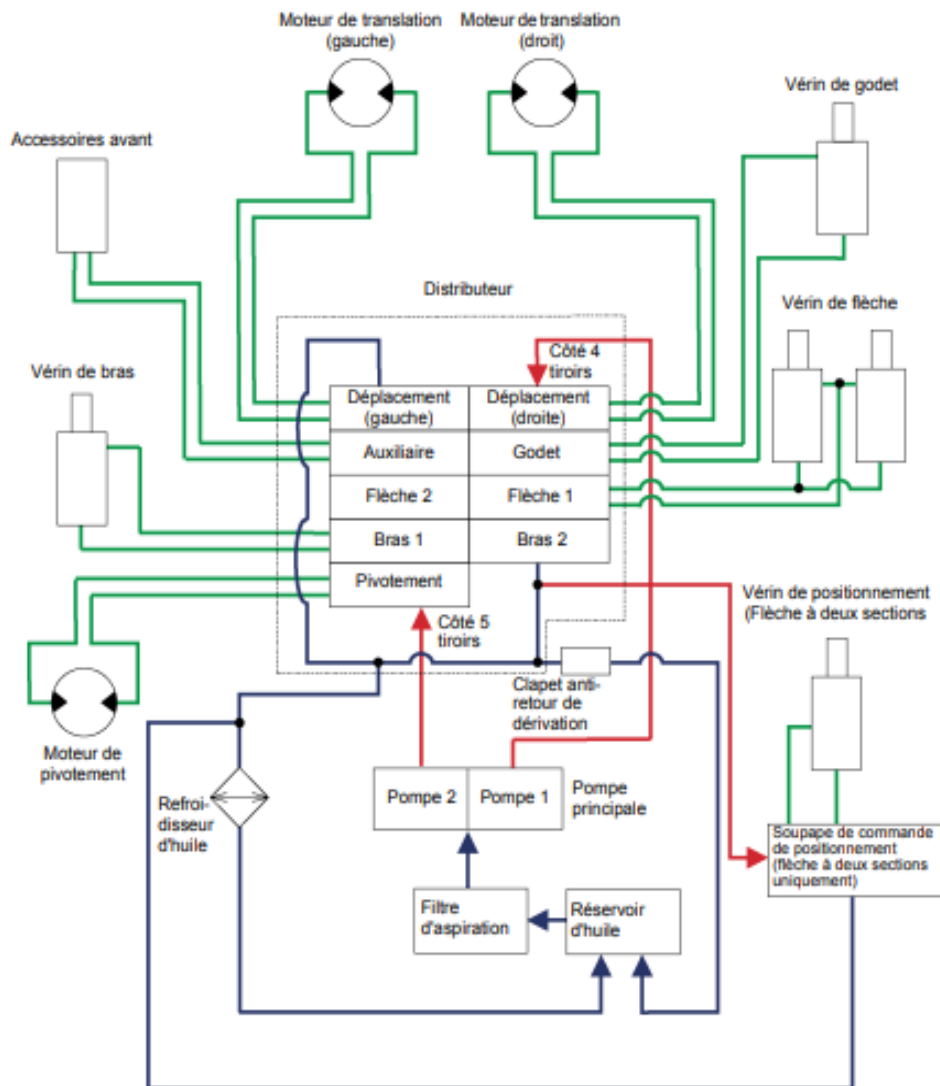 Moteur de translation
(gauche)
Moteur de translation
(droit)
Vérin de godet
Accessoires avant
Distributeur
Vérin de flèche
Côté 4
tiroirs
Vérin de bras
Déplacement
(gauche)
Déplacement
(droite)
Auxiliaire
Godet
Flèche 2
Flèche 1
Bras 1
Bras 2
Pivotement
Vérin de positionnement
(Flèche à deux sections
Côté 5
tiroirs
Clapet anti-
retour de
dérivation
Moteur de
pivotement
Refroi-
disseur
d'huile
Pompe 2
Pompe 1
Pompe
principale
Soupape de commande
de positionnement
(flèche à deux sections
uniquement)
Filtre
d'aspiration
Réservoir
d'huile